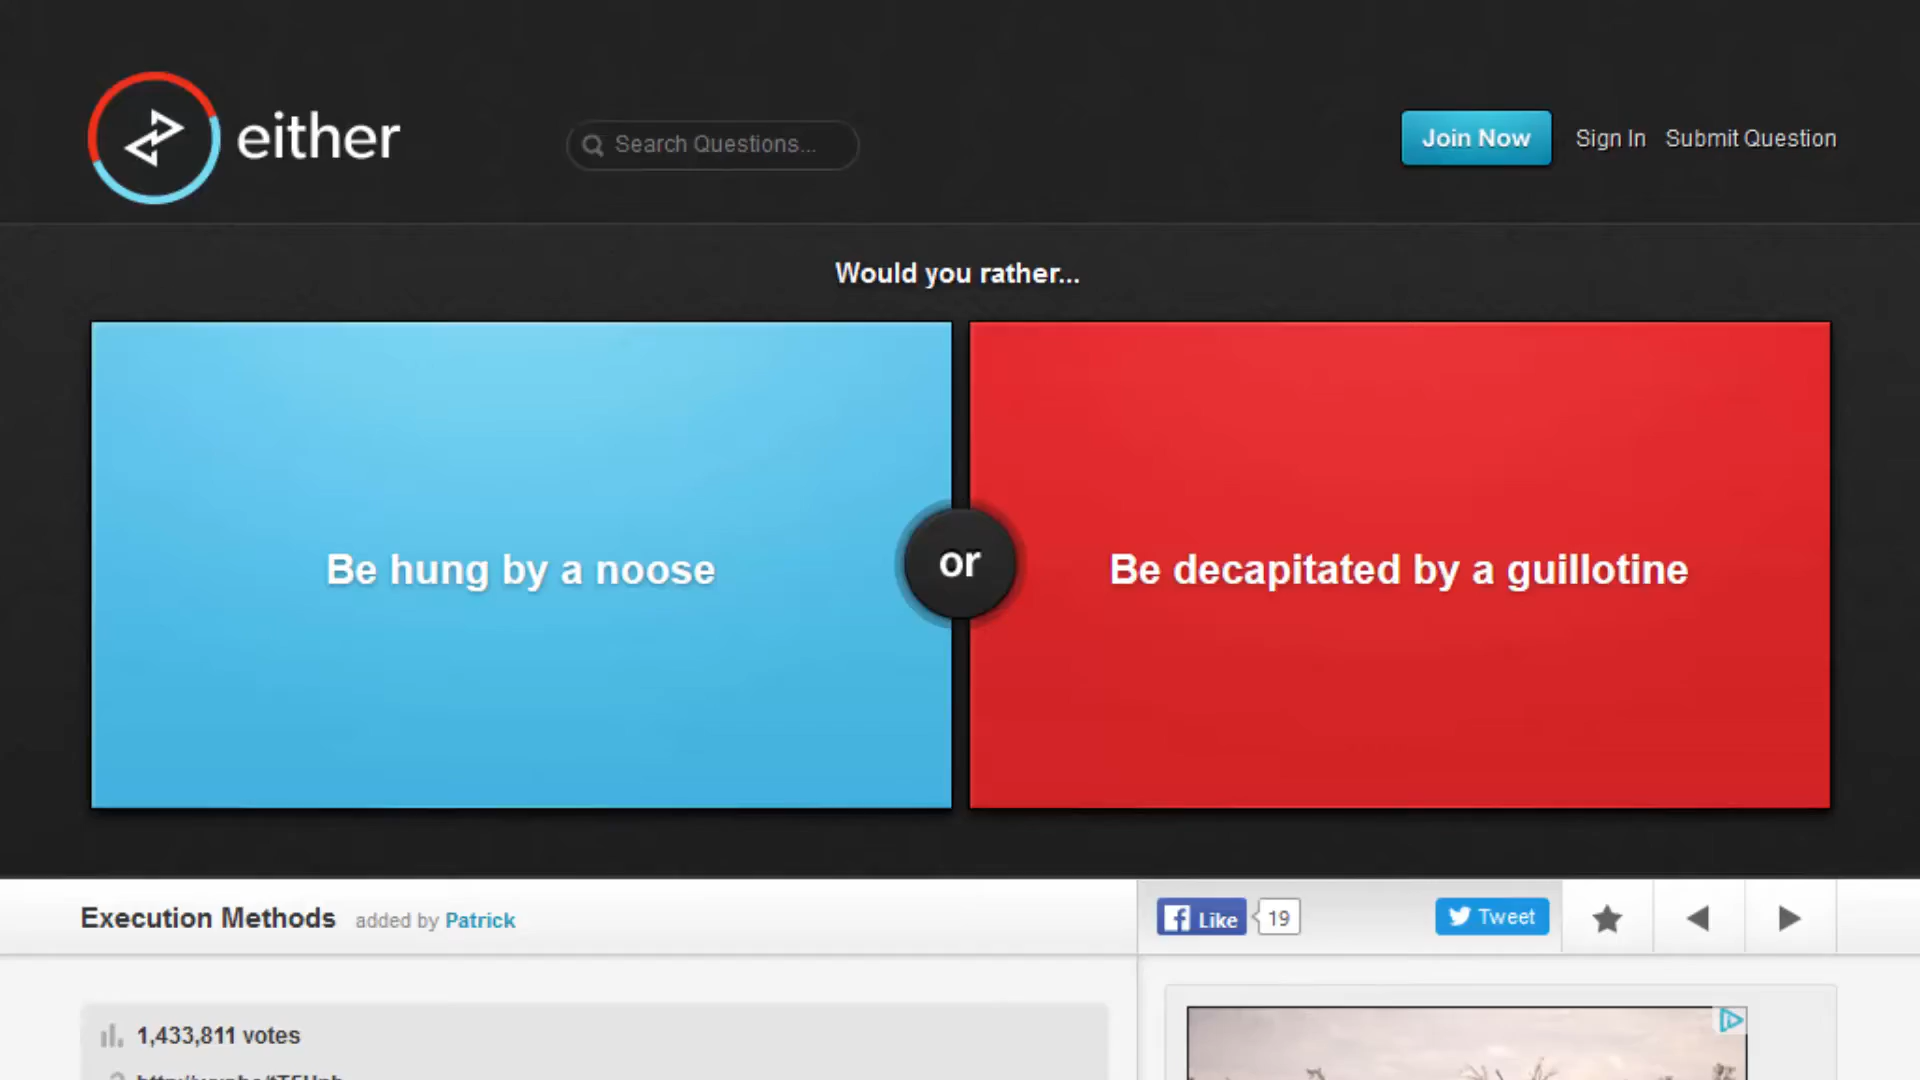 either
Search Questions...
Join Now
Sign In
Submit Question
Would you rather...
Be hung by a noose
or
Be decapitated by a guillotine
Execution Methods added by Patrick
Like
19
Tweet
1,433,811 votes